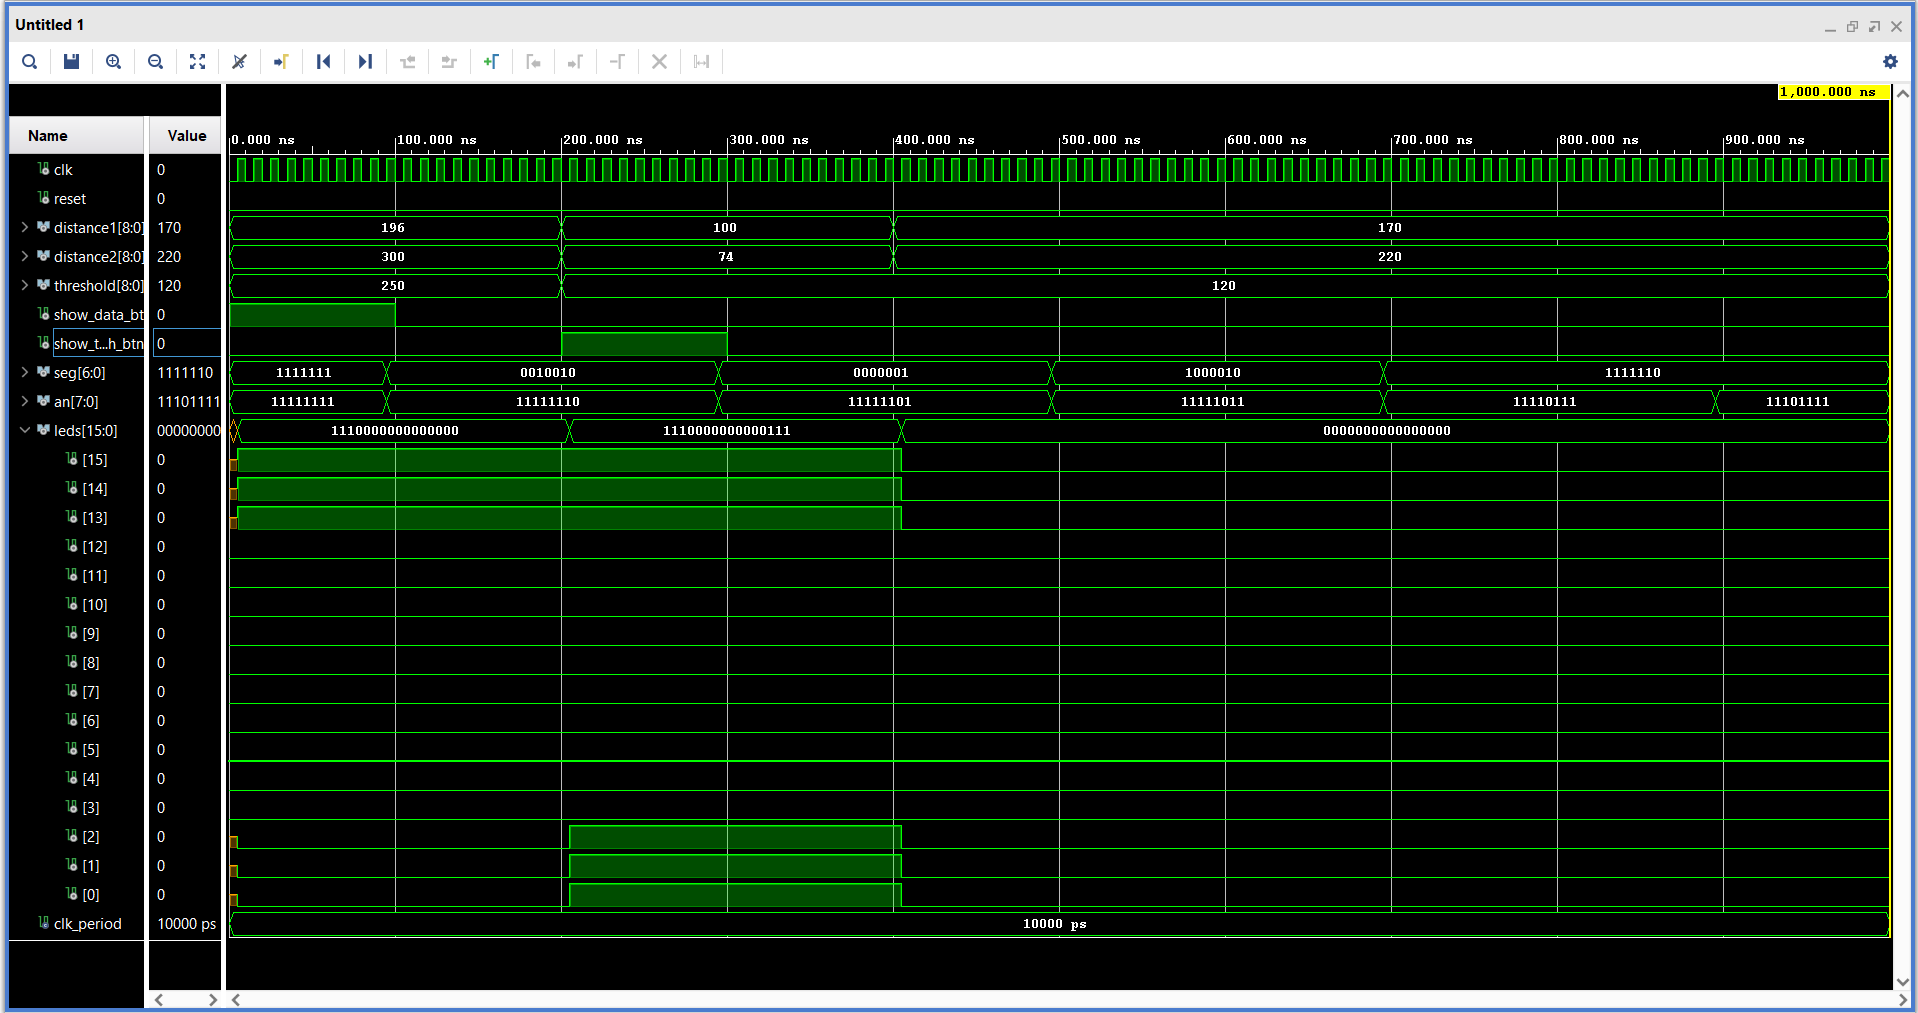 Untitled 1
1,000.000 ns
Name Value
0.000 ns 100.000 ns 200.000 ns 300.000 ns 400.000 ns 500.000 ns 600.000 ns 700.000 ns 800.000 ns 900.000 ns
clk 0
reset 0
distance1[8:0] 170 196 100 170
distance2[8:0] 220 300 74 220
threshold[8:0] 120 250 120
show_data_bt 0
show_t...h_btn 0
seg[6:0] 1111110 1111111 0010010 0000001 1000010 1111110
an[7:0] 11101111 11111111 11111110 11111101 11111011 11110111 11101111
leds[15:0] 00000000 1110000000000000 1110000000000111 0000000000000000
[15] 0
[14] 0
[13] 0
[12] 0
[11] 0
[10] 0
[9] 0
[8] 0
[7] 0
[6] 0
[5] 0
[4] 0
[3] 0
[2] 0
[1] 0
[0] 0
clk_period 10000 ps 10000 ps